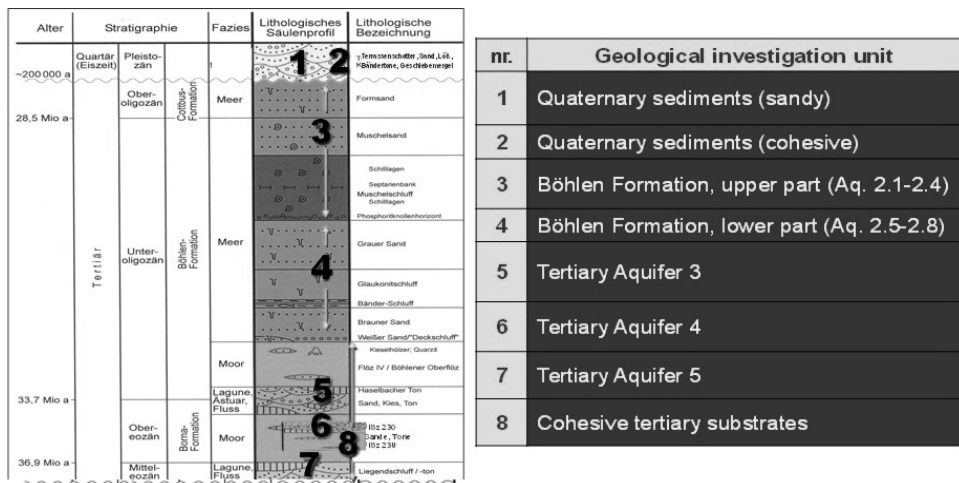 Alter Stratigraphie Fazies Lithologisches Säulenprofil Lithologische Bezeichnung
Quartär (Eiszeit)
Pleisto-
zän
1 2
Terrassenschotter, Sand, Löß,
Bändertone, Geschiebemergel
~200 000 a
Ober-
oligozän
Cottbus-
Formation
Meer
Formsand
28,5 Mio a
3
Muschelsand
Schilllagen
Septarienbank
Muschelschluff
Schilllagen
Phosphoritknollenhorizont
Tertiär
Unter-
oligozän
Böhlen-
Formation
Meer
4
Grauer Sand
Glaukonitschluff
Bänder-Schluff
Brauner Sand
Weißer Sand/"Deckschluff"
Moor
Kieselhölzer; Quarzit
Flöz IV / Böhlener Oberflöz
Lagune,
Ästuar,
Fluss
5
Haselbacher Ton
Sand, Kies, Ton
33,7 Mio a
Ober-
eozän
Borna-
Formation
Moor
6
8
Flöz 230
Sande, Tone
Flöz 230
36,9 Mio a
Mittel-
eozän
Lagune,
Fluss
7
Liegendschluff / -ton
nr. Geological investigation unit
1 Quaternary sediments (sandy)
2 Quaternary sediments (cohesive)
3 Böhlen Formation, upper part (Aq. 2.1-2.4)
4 Böhlen Formation, lower part (Aq. 2.5-2.8)
5 Tertiary Aquifer 3
6 Tertiary Aquifer 4
7 Tertiary Aquifer 5
8 Cohesive tertiary substrates